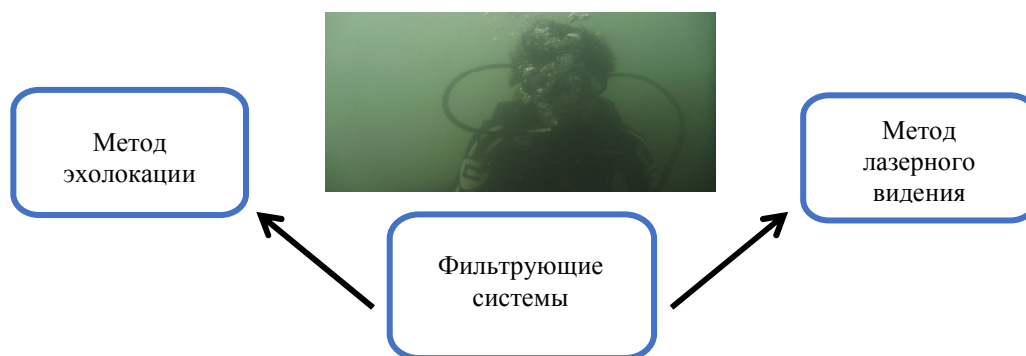 Метод
эхолокации
Метод
лазерного
видения
Фильтрующие
системы